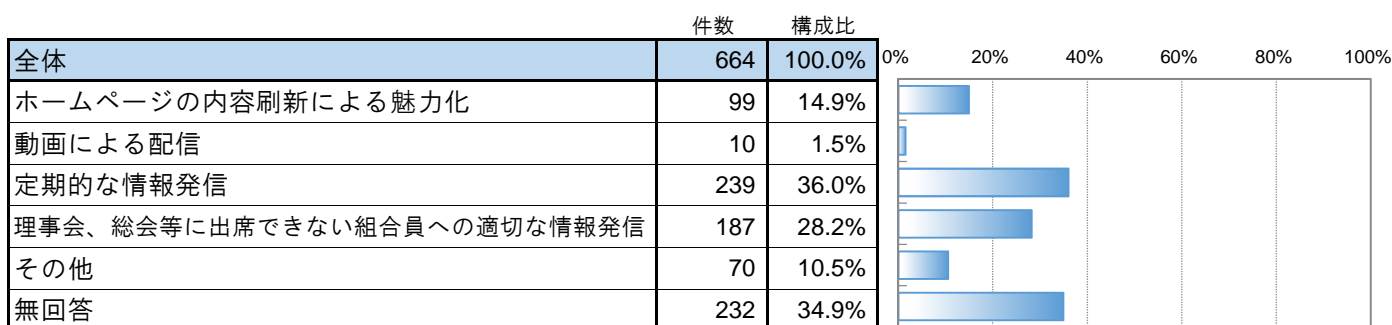 件数 構成比
全体 664 100.0% 0% 20% 40% 60% 80% 100%
ホームページの内容刷新による魅力化 99 14.9%
動画による配信 10 1.5%
定期的な情報発信 239 36.0%
理事会、総会等に出席できない組合員への適切な情報発信 187 28.2%
その他 70 10.5%
無回答 232 34.9%